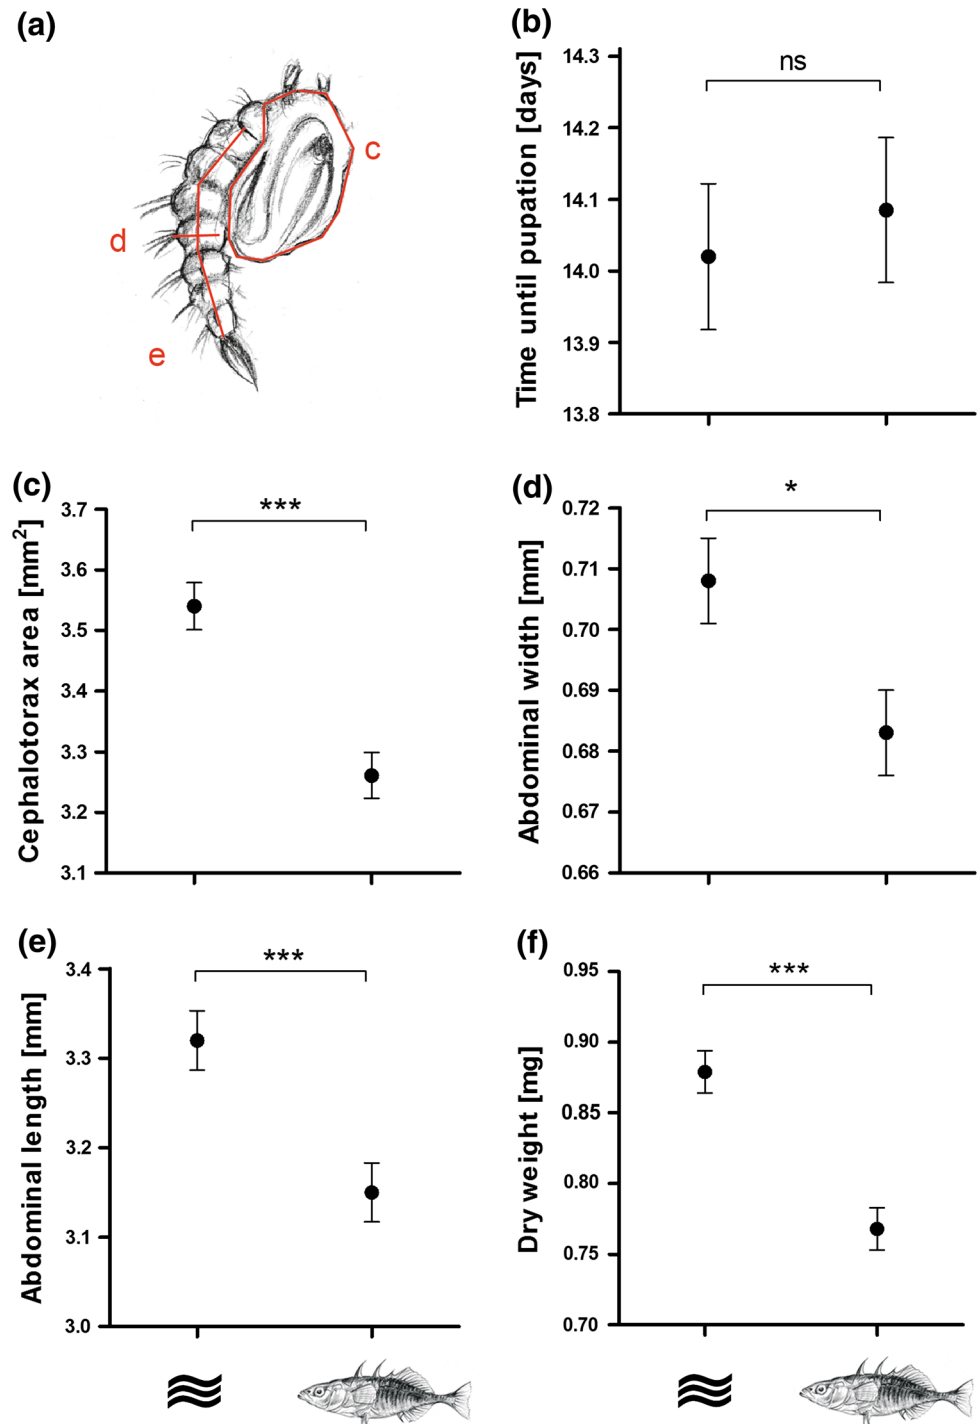 (a)
c
d
e
(b)
Time until pupation [days]
14.3
14.2
14.1
14.0
13.9
13.8
ns
(c)
Cephalotorax area [mm²]
3.7
3.6
3.5
3.4
3.3
3.2
3.1
***
(d)
Abdominal width [mm]
0.72
0.71
0.70
0.69
0.68
0.67
0.66
*
(e)
Abdominal length [mm]
3.4
3.3
3.2
3.1
3.0
***
(f)
Dry weight [mg]
0.95
0.90
0.85
0.80
0.75
0.70
***